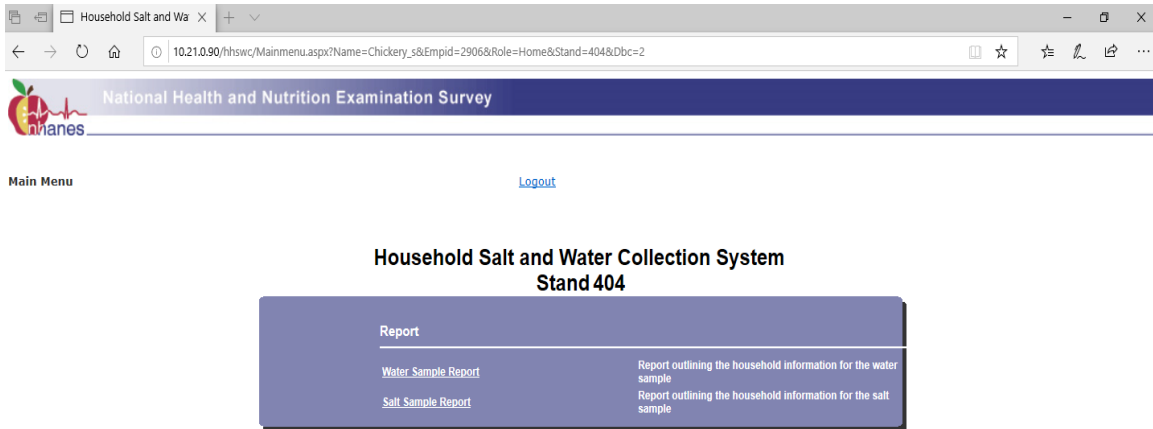 Household Salt and Wa
10.21.0.90/hhswc/Mainmenu.aspx?Name=Chickery_s&Empid=2906&Role=Home&Stand=404&Dbc=2
National Health and Nutrition Examination Survey
nhanes
Main Menu
Logout
Household Salt and Water Collection System
Stand 404
Report
Water Sample Report
Report outlining the household information for the water
sample
Salt Sample Report
Report outlining the household information for the salt
sample